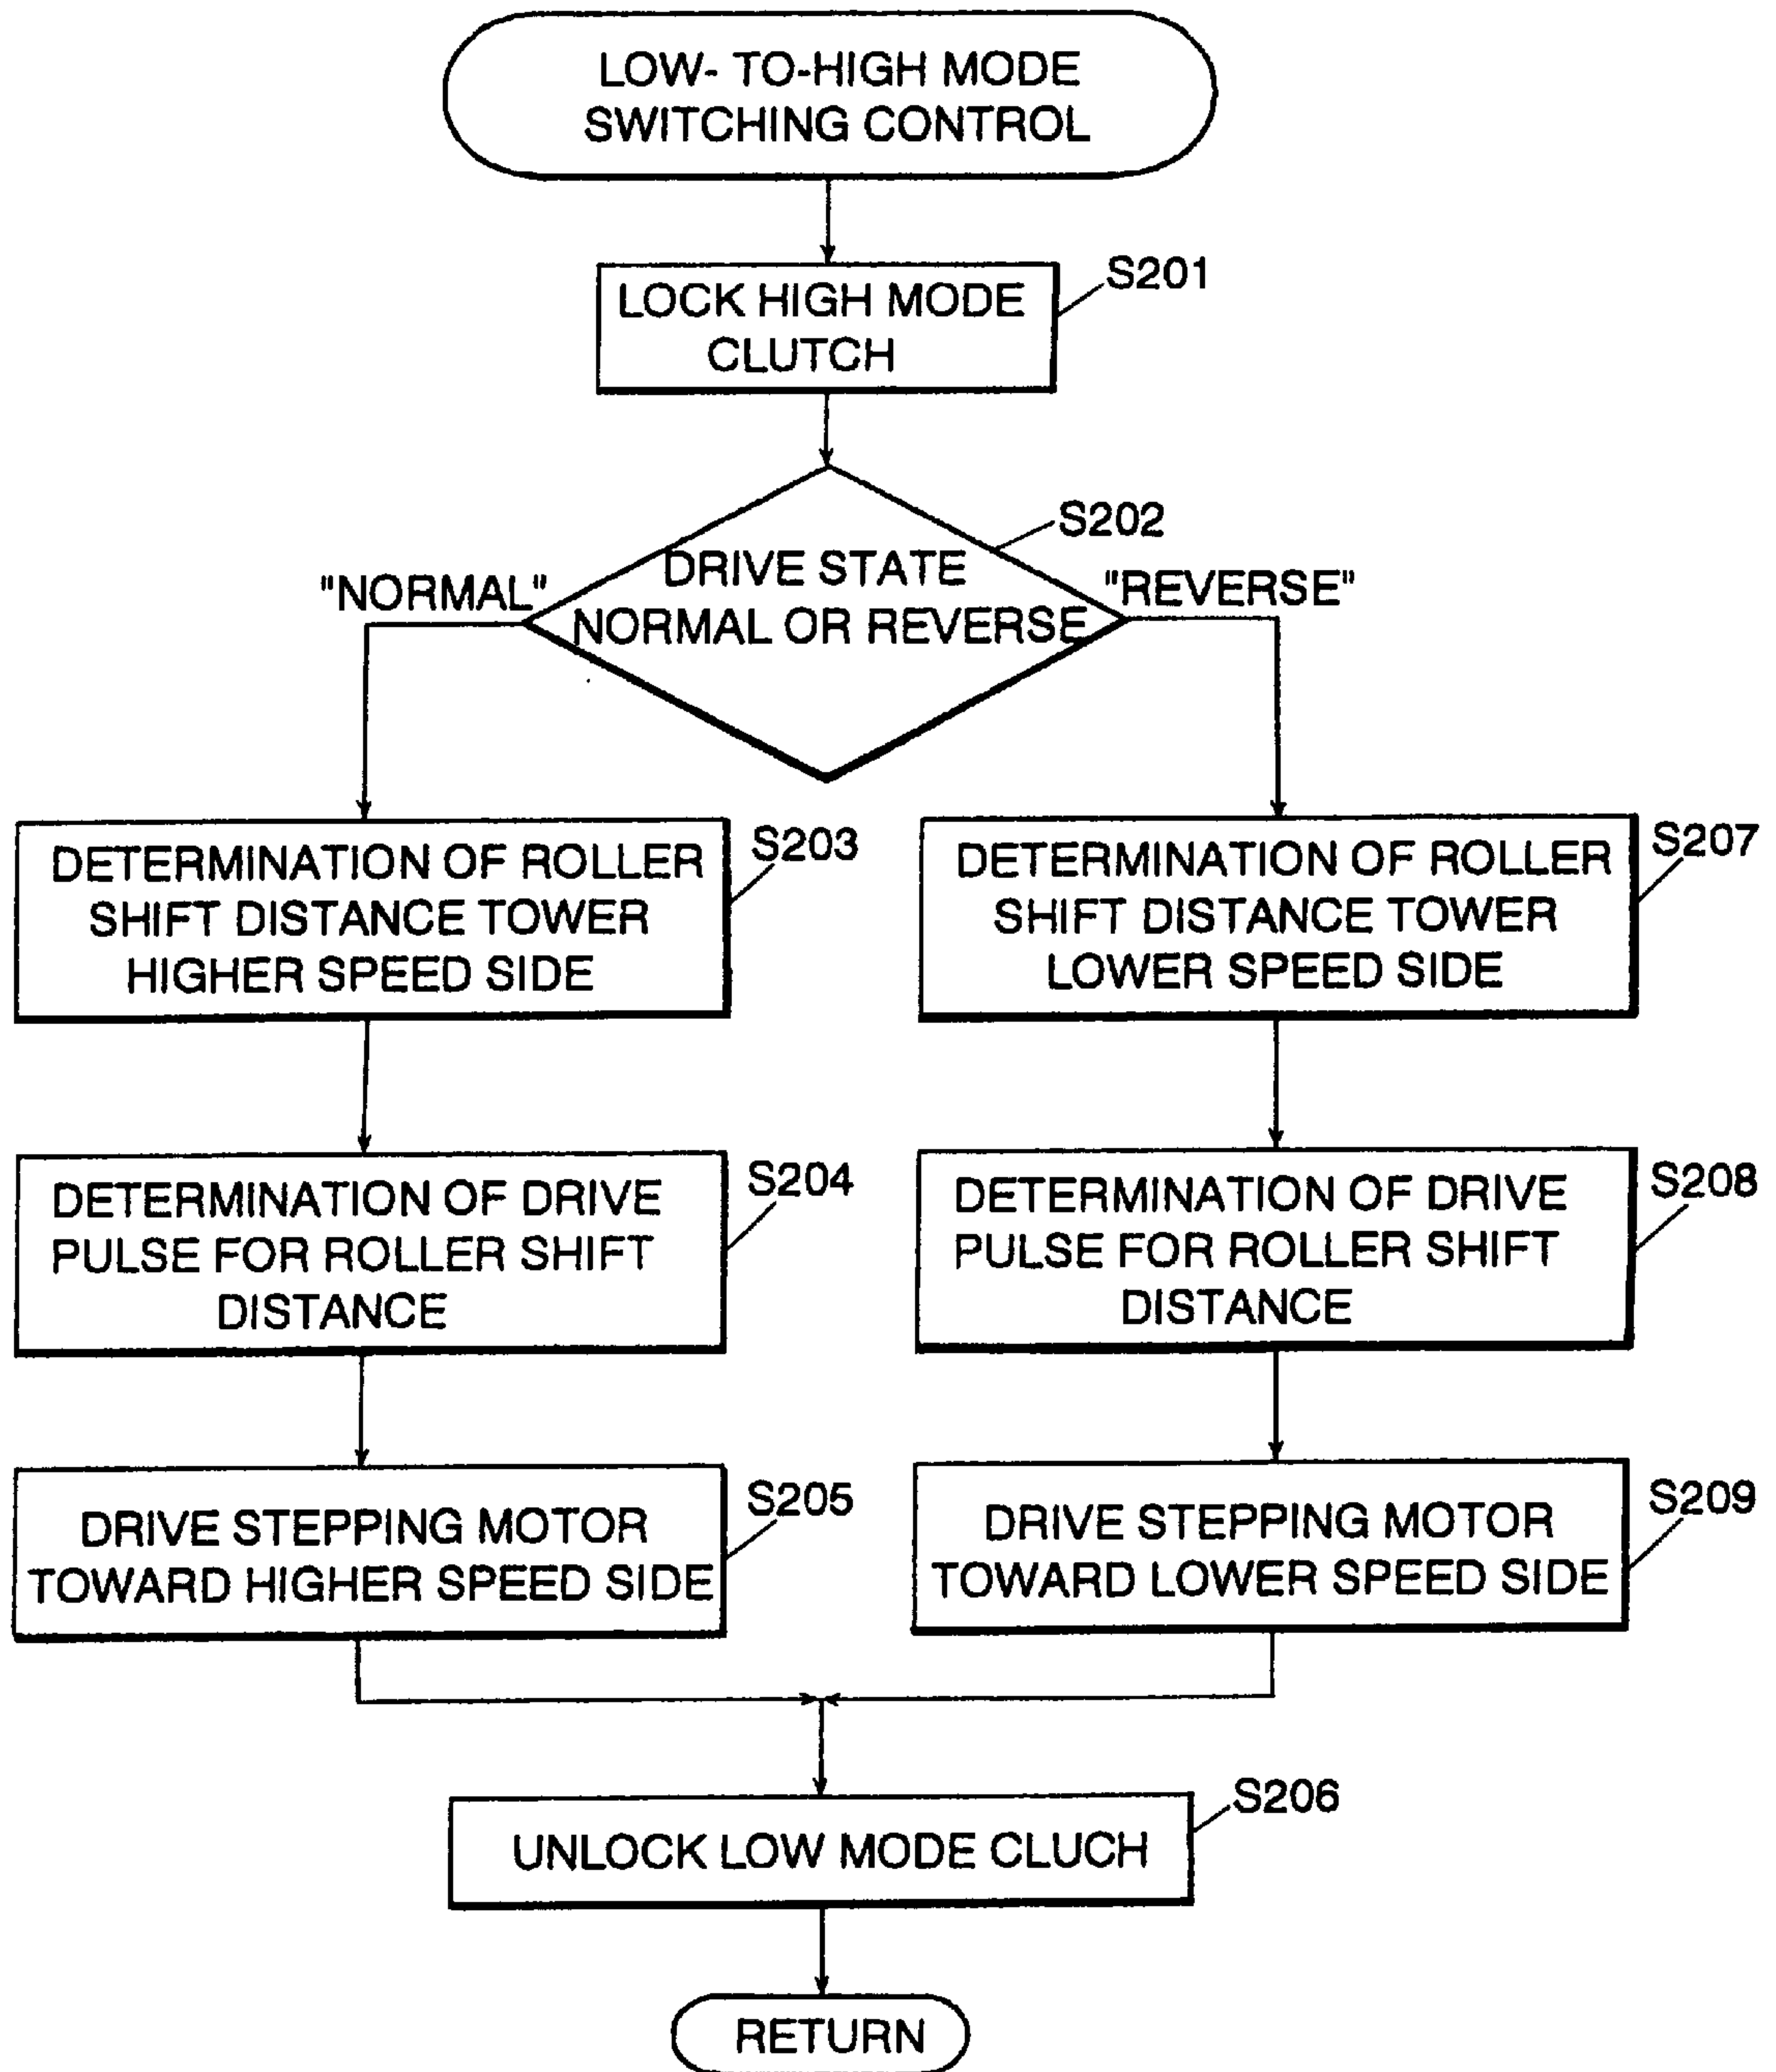 LOW- TO-HIGH MODE
SWITCHING CONTROL
S201
LOCK HIGH MODE
CLUTCH
S202
DRIVE STATE
NORMAL OR REVERSE
"NORMAL"
"REVERSE"
S203
DETERMINATION OF ROLLER
SHIFT DISTANCE TOWER
HIGHER SPEED SIDE
S207
DETERMINATION OF ROLLER
SHIFT DISTANCE TOWER
LOWER SPEED SIDE
S204
DETERMINATION OF DRIVE
PULSE FOR ROLLER SHIFT
DISTANCE
S208
DETERMINATION OF DRIVE
PULSE FOR ROLLER SHIFT
DISTANCE
S205
DRIVE STEPPING MOTOR
TOWARD HIGHER SPEED SIDE
S209
DRIVE STEPPING MOTOR
TOWARD LOWER SPEED SIDE
S206
UNLOCK LOW MODE CLUCH
RETURN